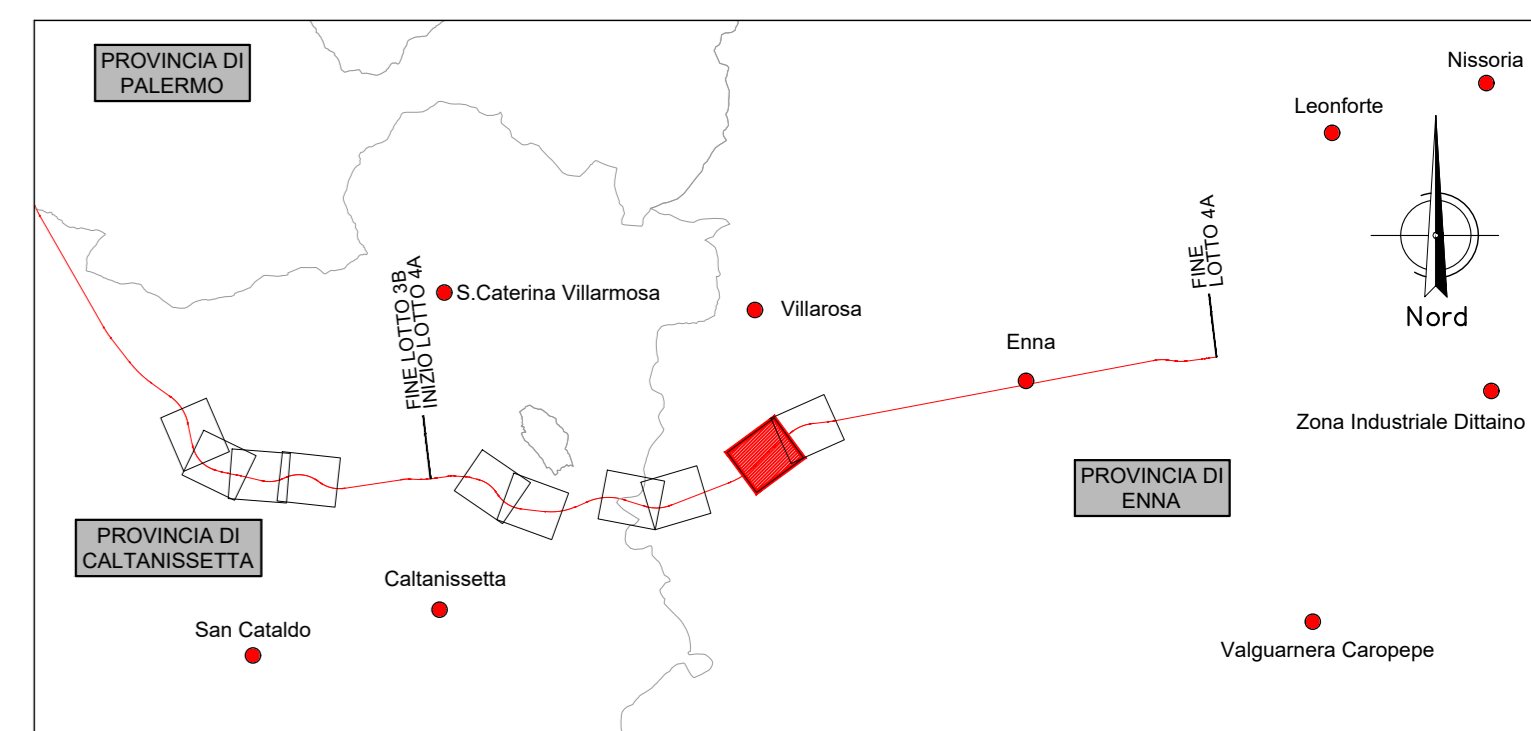 PROVINCIA DI
PALERMO
Nissoria
Leonforte
FINE
LOTTO 4A
FINE LOTTO 3B
INIZIO LOTTO 4A
S.Caterina Villarmosa
Villarosa
Nord
Enna
Zona Industriale Dittaino
PROVINCIA DI
ENNA
PROVINCIA DI
CALTANISSETTA
Caltanissetta
San Cataldo
Valguarnera Caropepe